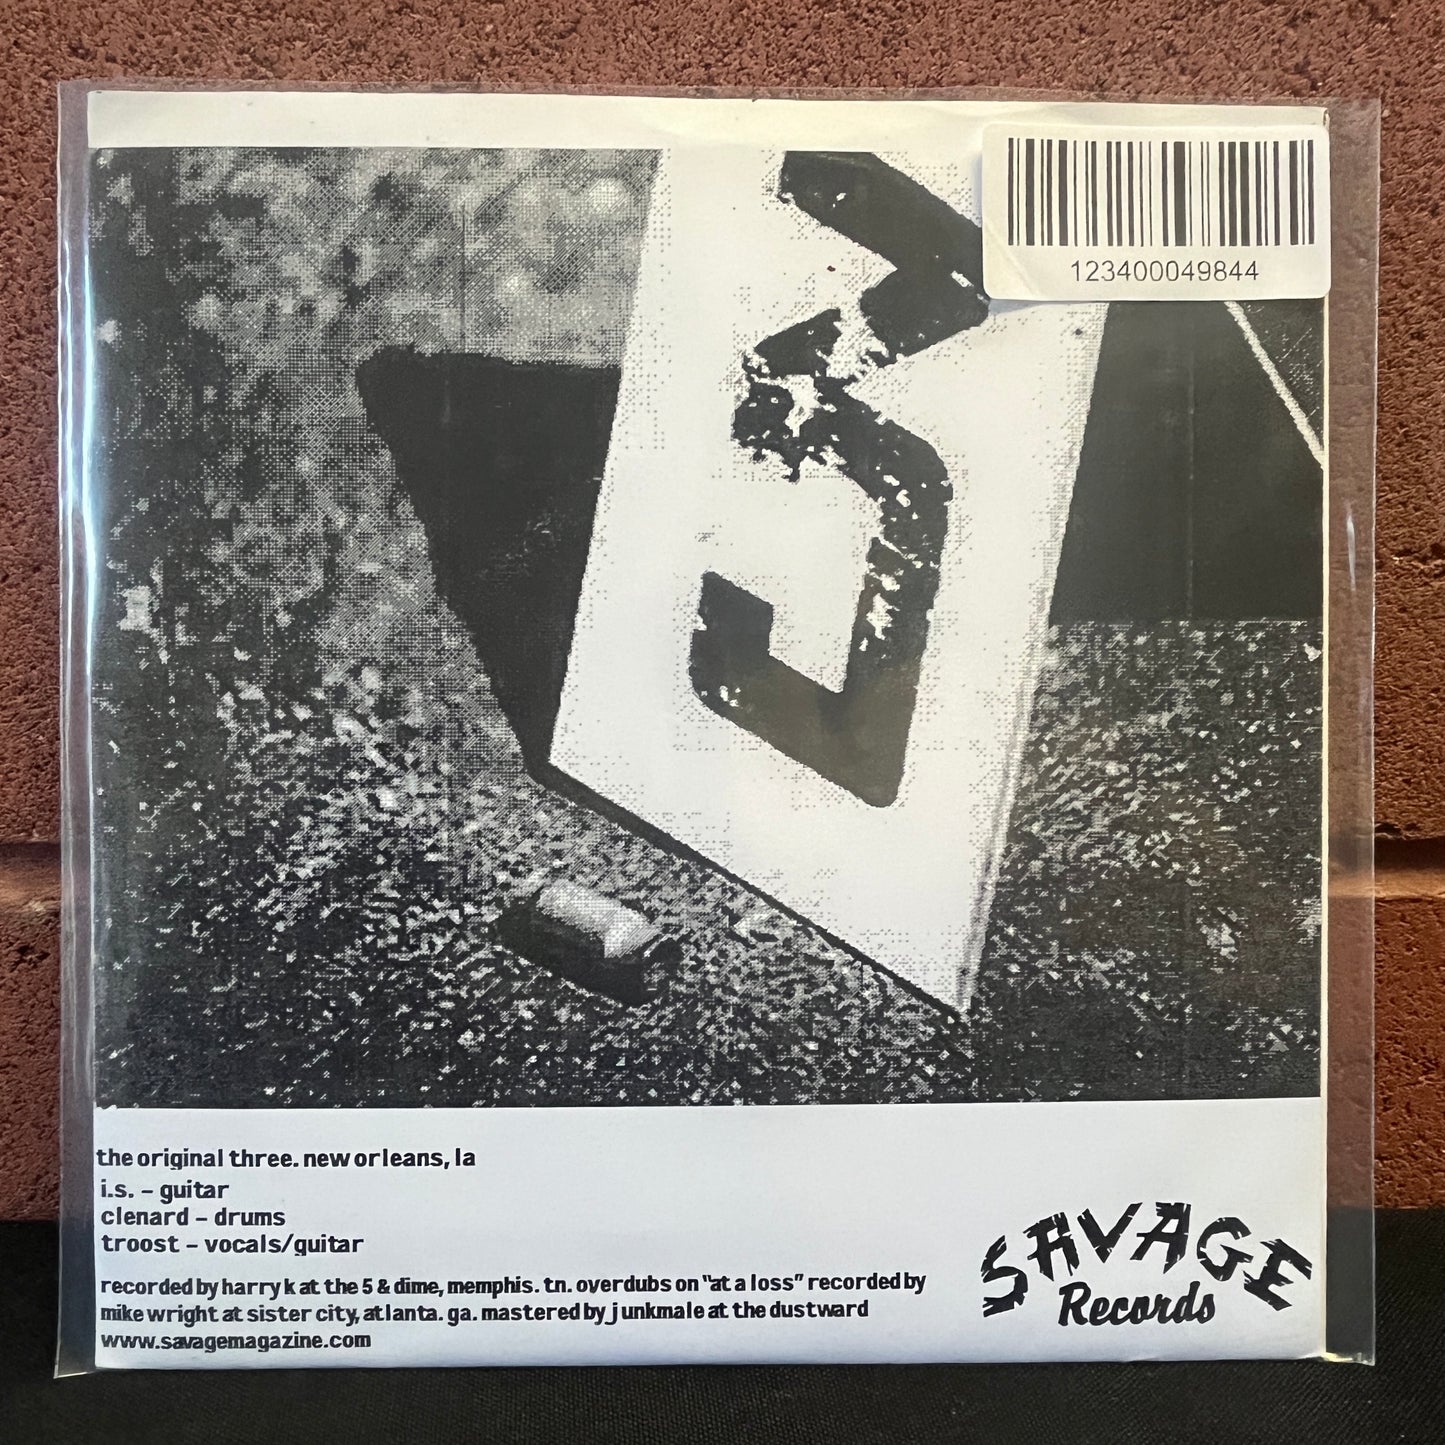 123400049844
the original three. new orleans, la
i.s. – guitar
clenard – drums
troost – vocals/guitar
recorded by harry k at the 5 & dime, memphis. tn. overdubs on "at a loss" recorded by
mike wright at sister city, atlanta. ga. mastered by junkmale at the dustward
www.savagemagazine.com
SAVAGE
Records